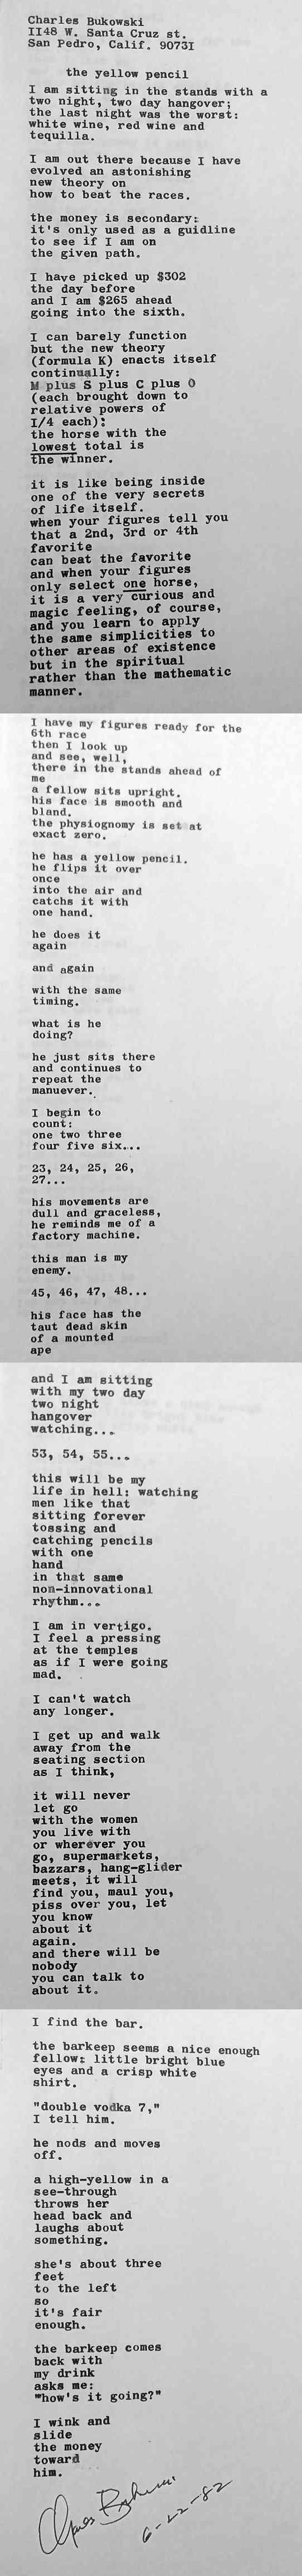 Charles Bukowski
II48 W. Santa Cruz st.
San Pedro, Calif. 9073I
the yellow pencil
I am sitting in the stands with a
two night, two day hangover;
the last night was the worst:
white wine, red wine and
tequilla.
I am out there because I have
evolved an astonishing
new theory on
how to beat the races.
the money is secondary:
it's only used as a guidline
to see if I am on
the given path.
I have picked up $302
the day before
and I am $265 ahead
going into the sixth.
I can barely function
but the new theory
(formula K) enacts itself
continually:
M plus S plus C plus O
(each brought down to
relative powers of
I/4 each):
the horse with the
lowest total is
the winner.
it is like being inside
one of the very secrets
of life itself.
when your figures tell you
that a 2nd, 3rd or 4th
favorite
can beat the favorite
and when your figures
only select one horse,
it is a very curious and
magic feeling, of course,
and you learn to apply
the same simplicities to
other areas of existence
but in the spiritual
rather than the mathematic
manner.
I have my figures ready for the
6th race
then I look up
and see, well,
there in the stands ahead of
me
a fellow sits upright.
his face is smooth and
bland.
the physiognomy is set at
exact zero.
he has a yellow pencil.
he flips it over
once
into the air and
catchs it with
one hand.
he does it
again
and again
with the same
timing.
what is he
doing?
he just sits there
and continues to
repeat the
manuever.
I begin to
count:
one two three
four five six...
23, 24, 25, 26,
27...
his movements are
dull and graceless,
he reminds me of a
factory machine.
this man is my
enemy.
45, 46, 47, 48...
his face has the
taut dead skin
of a mounted
ape
and I am sitting
with my two day
two night
hangover
watching...
53, 54, 55...
this will be my
life in hell: watching
men like that
sitting forever
tossing and
catching pencils
with one
hand
in that same
non-innovational
rhythm...
I am in vertigo.
I feel a pressing
at the temples
as if I were going
mad.
I can't watch
any longer.
I get up and walk
away from the
seating section
as I think,
it will never
let go
with the women
you live with
or wherever you
go, supermarkets,
bazzars, hang-glider
meets, it will
find you, maul you,
piss over you, let
you know
about it
again.
and there will be
nobody
you can talk to
about it.
I find the bar.
the barkeep seems a nice enough
fellow: little bright blue
eyes and a crisp white
shirt.
"double vodka 7,"
I tell him.
he nods and moves
off.
a high-yellow in a
see-through
throws her
head back and
laughs about
something.
she's about three
feet
to the left
so
it's fair
enough.
the barkeep comes
back with
my drink
asks me:
"how's it going?"
I wink and
slide
the money
toward
him.
Charles Bukowski
6-22-82